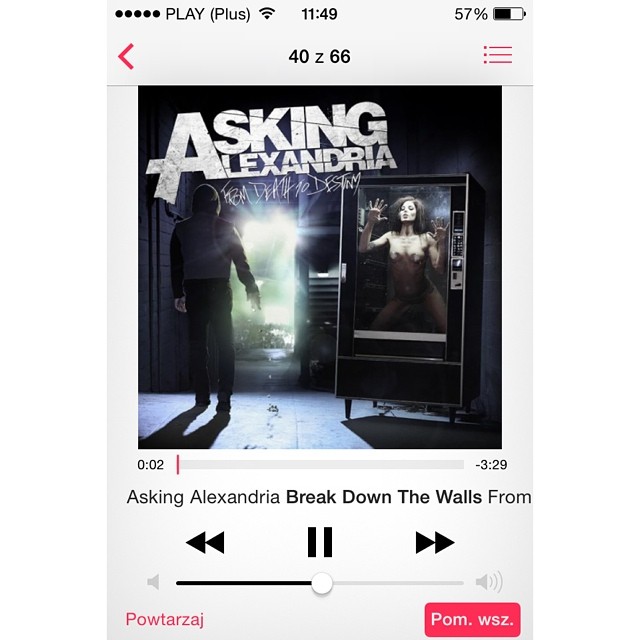 PLAY (Plus) 11:49 57%
40 z 66
ASKING
ALEXANDRIA
FROM DEATH TO DESTINY
0:02 -3:29
Asking Alexandria Break Down The Walls From
Powtarzaj Pom. wsz.